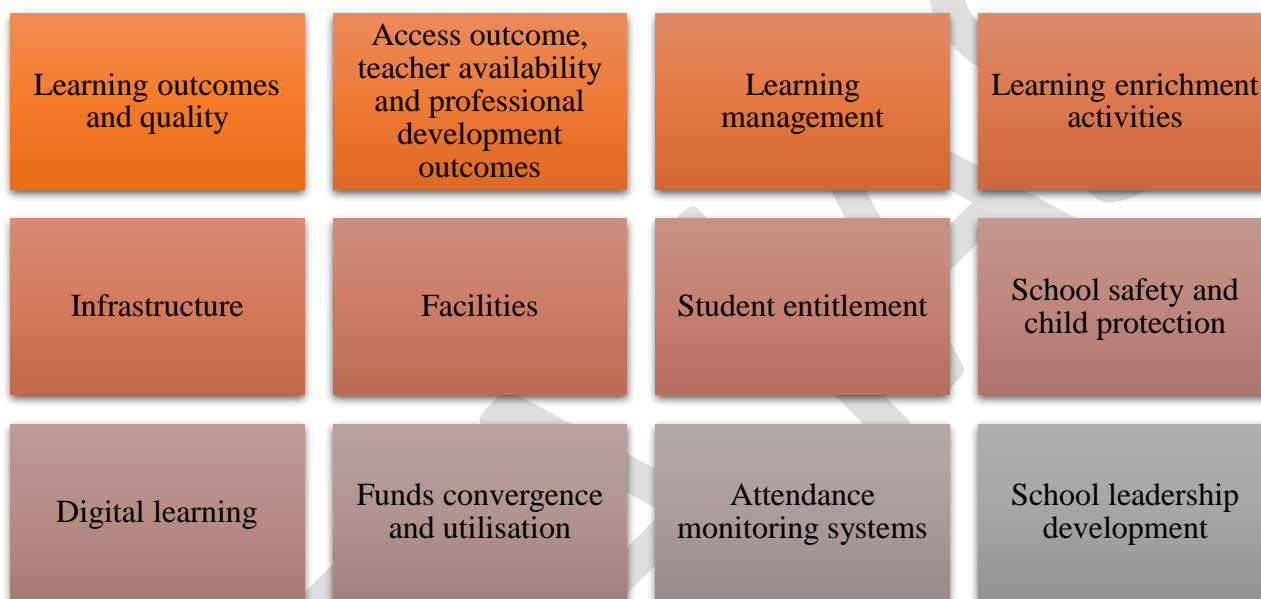 Learning outcomes
and quality
Access outcome,
teacher availability
and professional
development
outcomes
Learning
management
Learning enrichment
activities
Infrastructure
Facilities
Student entitlement
School safety and
child protection
Digital learning
Funds convergence
and utilisation
Attendance
monitoring systems
School leadership
development